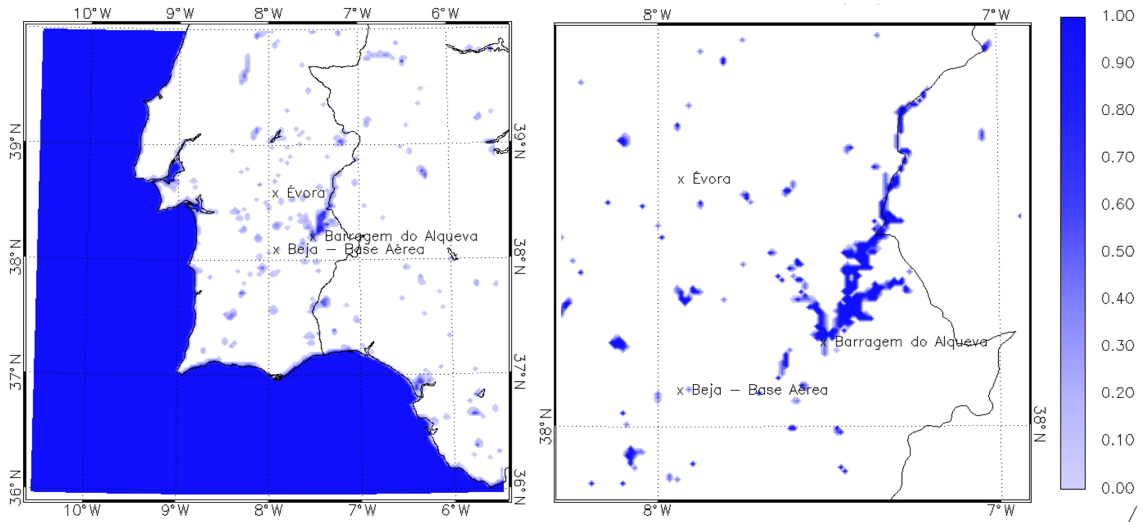 10°W 9°W 8°W 7°W 6°W
39°N 39°N
38°N 38°N
37°N 37°N
36°N 36°N
x Évora
x Barragem do Alqueva
x Beja – Base Aérea
10°W 9°W 8°W 7°W 6°W
8°W 7°W
x Évora
x Barragem do Alqueva
x Beja – Base Aérea
38°N 38°N
8°W 7°W
1.00
0.90
0.80
0.70
0.60
0.50
0.40
0.30
0.20
0.10
0.00
/